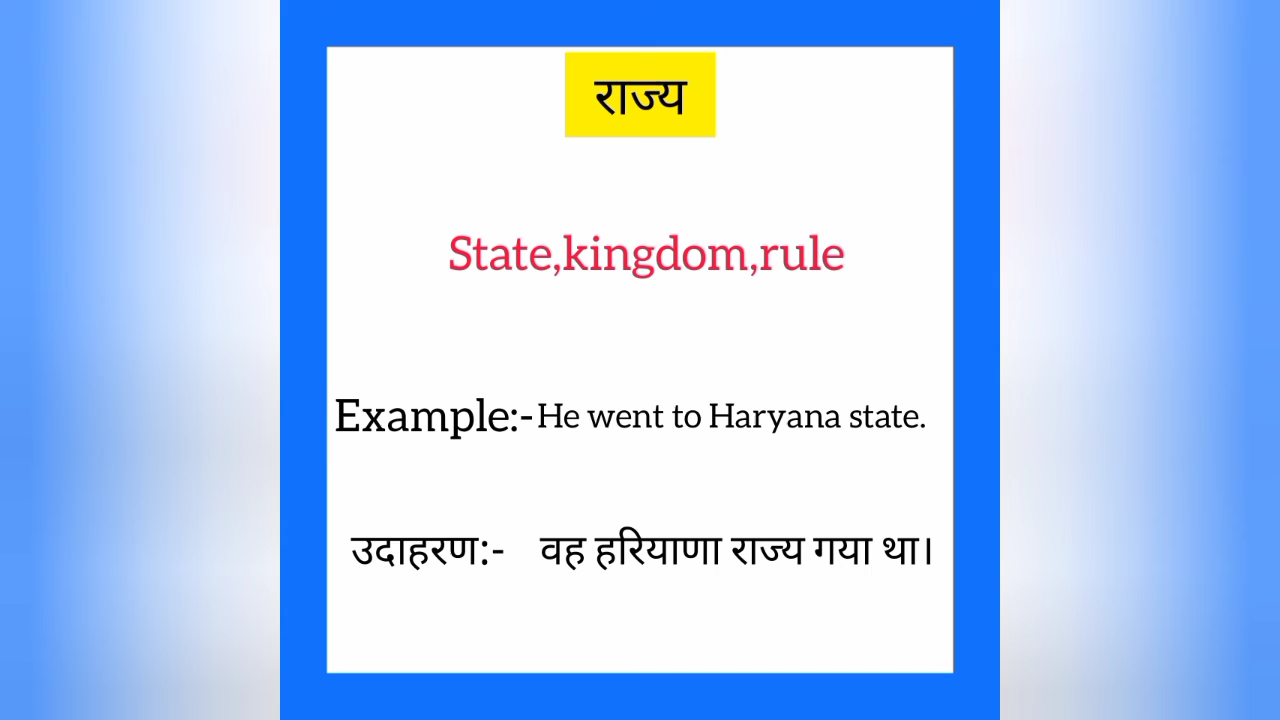 राज्य
State,kingdom,rule
Example:-He went to Haryana state.
उदाहरण:- वह हरियाणा राज्य गया था।